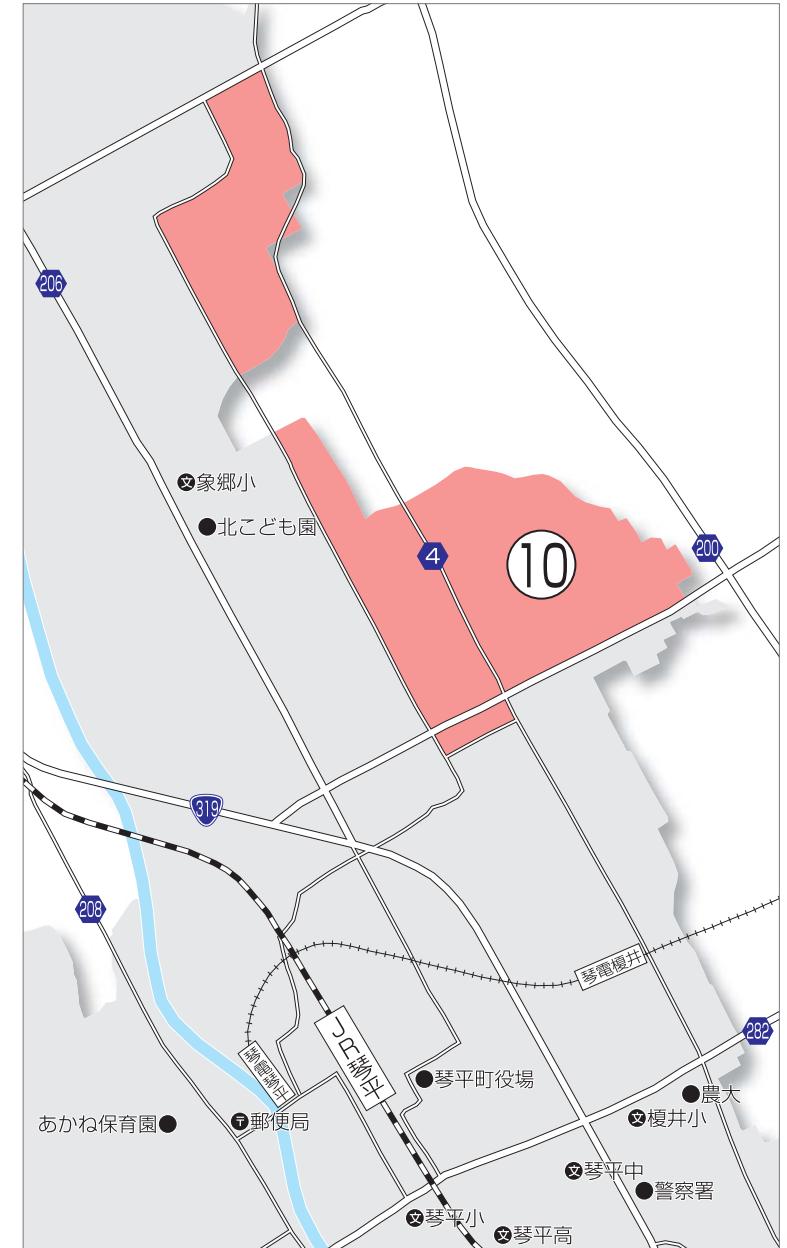 206
文象郷小
北こども園
4
10
200
319
208
琴電榎井
JR琴平
282
琴電琴平
琴平町役場
農大
あかね保育園
〒郵便局
文榎井小
文琴平中
警察署
文琴平小
文琴平高